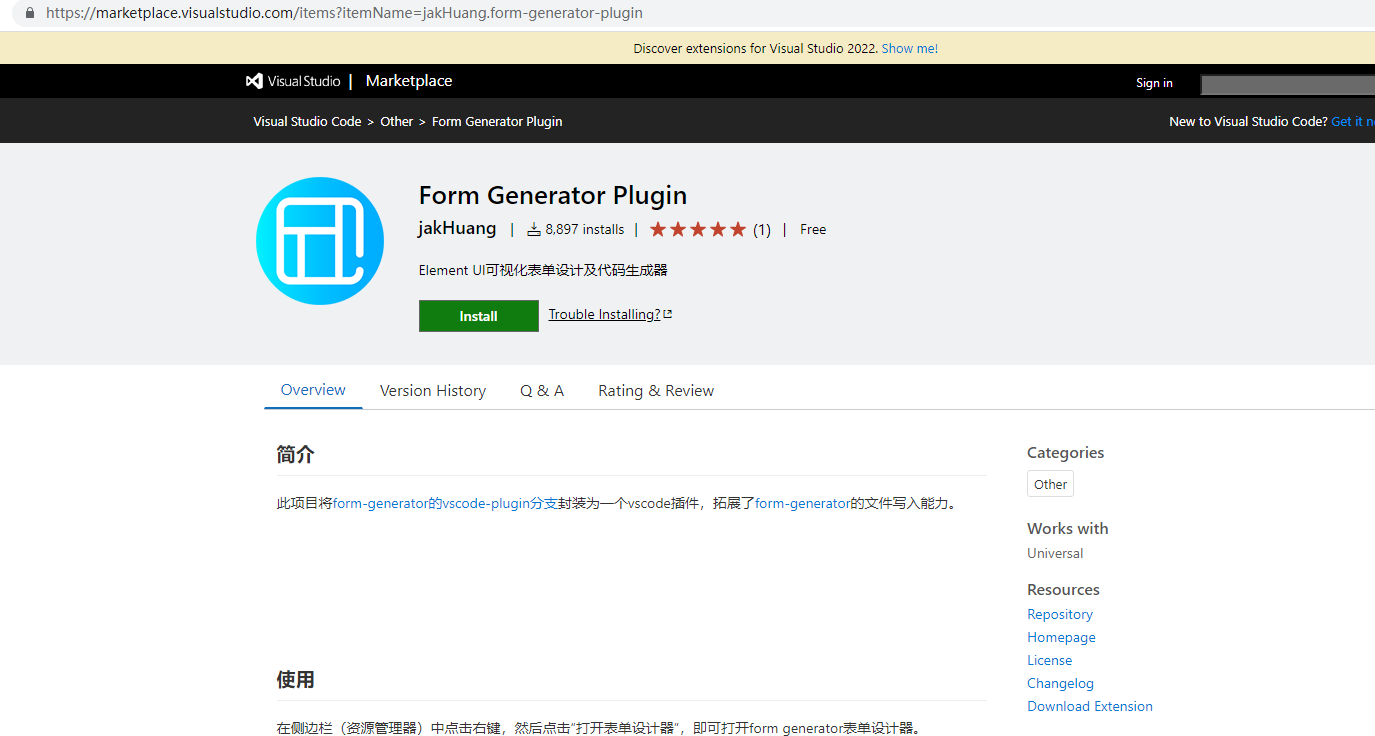 https://marketplace.visualstudio.com/items?itemName=jakHuang.form-generator-plugin
Discover extensions for Visual Studio 2022. Show me!
Visual Studio | Marketplace
Sign in
Visual Studio Code > Other > Form Generator Plugin
New to Visual Studio Code? Get it
Form Generator Plugin
jakHuang | 8,897 installs | (1) | Free
Element UI可视化表单设计及代码生成器
Install Trouble Installing?
Overview Version History Q & A Rating & Review
简介
此项目将form-generator的vscode-plugin分支封装为一个vscode插件，拓展了form-generator的文件写入能力。
使用
在侧边栏（资源管理器）中点击右键，然后点击“打开表单设计器”，即可打开form generator表单设计器。
Categories
Other
Works with
Universal
Resources
Repository
Homepage
License
Changelog
Download Extension